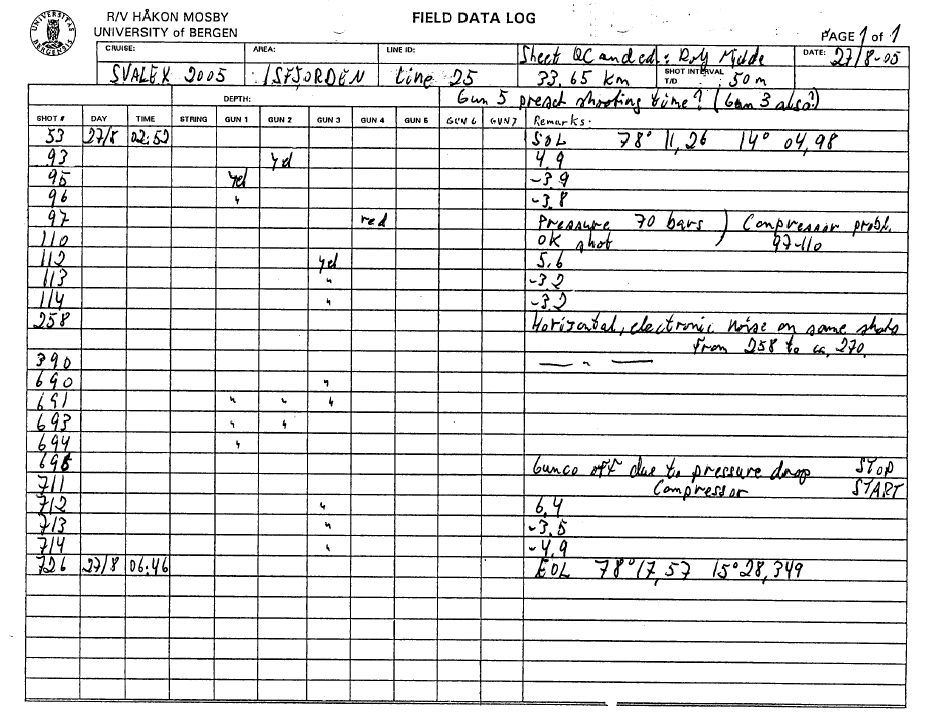 R/V HÅKON MOSBY
UNIVERSITY OF BERGEN
FIELD DATA LOG
PAGE 1 of 1
CRUISE: SVALEX 2005
AREA: ISFJORDEN
LINE ID: Line 25
Sheet QC and ed.: Rolf Midde
33.65 km
SHOT INTERVAL T/D 50 m
DATE: 27/8-05
DEPTH:
Gun 5 preset shooting time? (Gun 3 also?)
SHOT # DAY TIME STRING GUN 1 GUN 2 GUN 3 GUN 4 GUN 5 GUN 6 GUN 7 Remarks:
53 27/8 02:52 SOL 78° 11,26 14° 04,98
93 yel 4,9
95 yel -3,9
96 " -3,8
97 red Pressure 70 bars ) Compressor probl.
110 OK shot 97-110
112 yel 5,6
113 " -3,2
114 " -3,2
258 Horizontal, electronic noise on some shots
from 258 to ca. 270.
390 — " —
690 "
691 " " "
693 " "
694 "
695 Gunco off due to pressure drop STOP
711 Compressor START
712 " 6,4
713 " -3,5
714 " -4,9
726 27/8 06:46 EOL 78°17,57 15°28,349